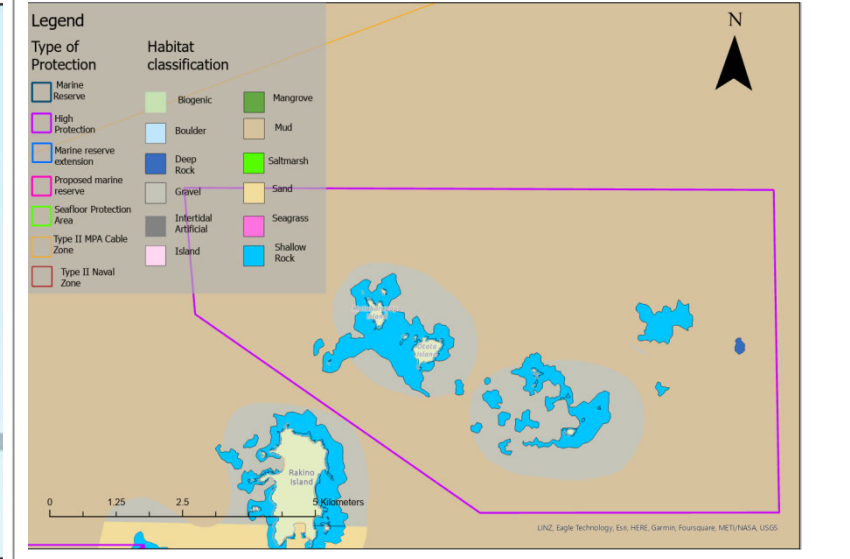 Legend
Type of
Protection
Marine
Reserve
High
Protection
Marine reserve
extension
Proposed marine
reserve
Seafloor Protection
Area
Type II MPA Cable
Zone
Type II Naval
Zone
Habitat
classification
Biogenic
Boulder
Deep
Rock
Gravel
Intertidal
Artificial
Island
Mangrove
Mud
Saltmarsh
Sand
Seagrass
Shallow
Rock
N
Otata
Island
Rakino
Island
0 1.25 2.5 5 Kilometers
LINZ, Eagle Technology, Esri, HERE, Garmin, Foursquare, METI/NASA, USGS